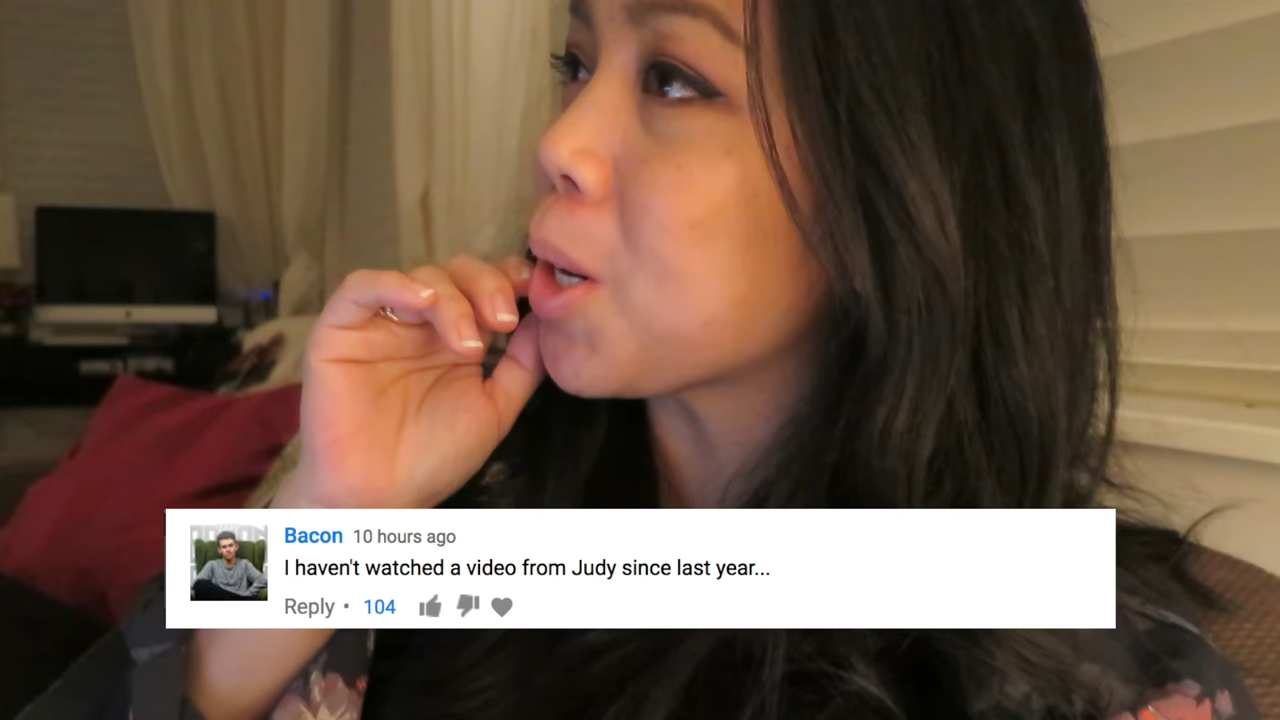 Bacon 10 hours ago
I haven't watched a video from Judy since last year...
Reply • 104